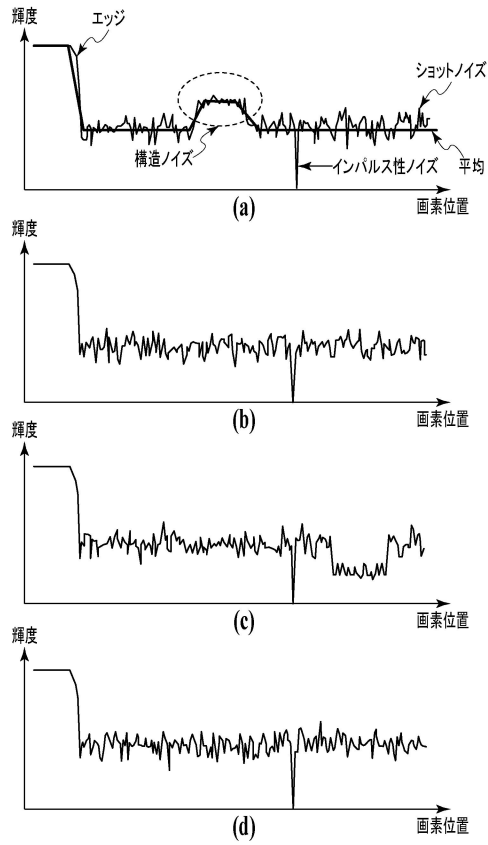 輝度
エッジ
ショットノイズ
構造ノイズ
インパルス性ノイズ
平均
画素位置
(a)
輝度
画素位置
(b)
輝度
画素位置
(c)
輝度
画素位置
(d)